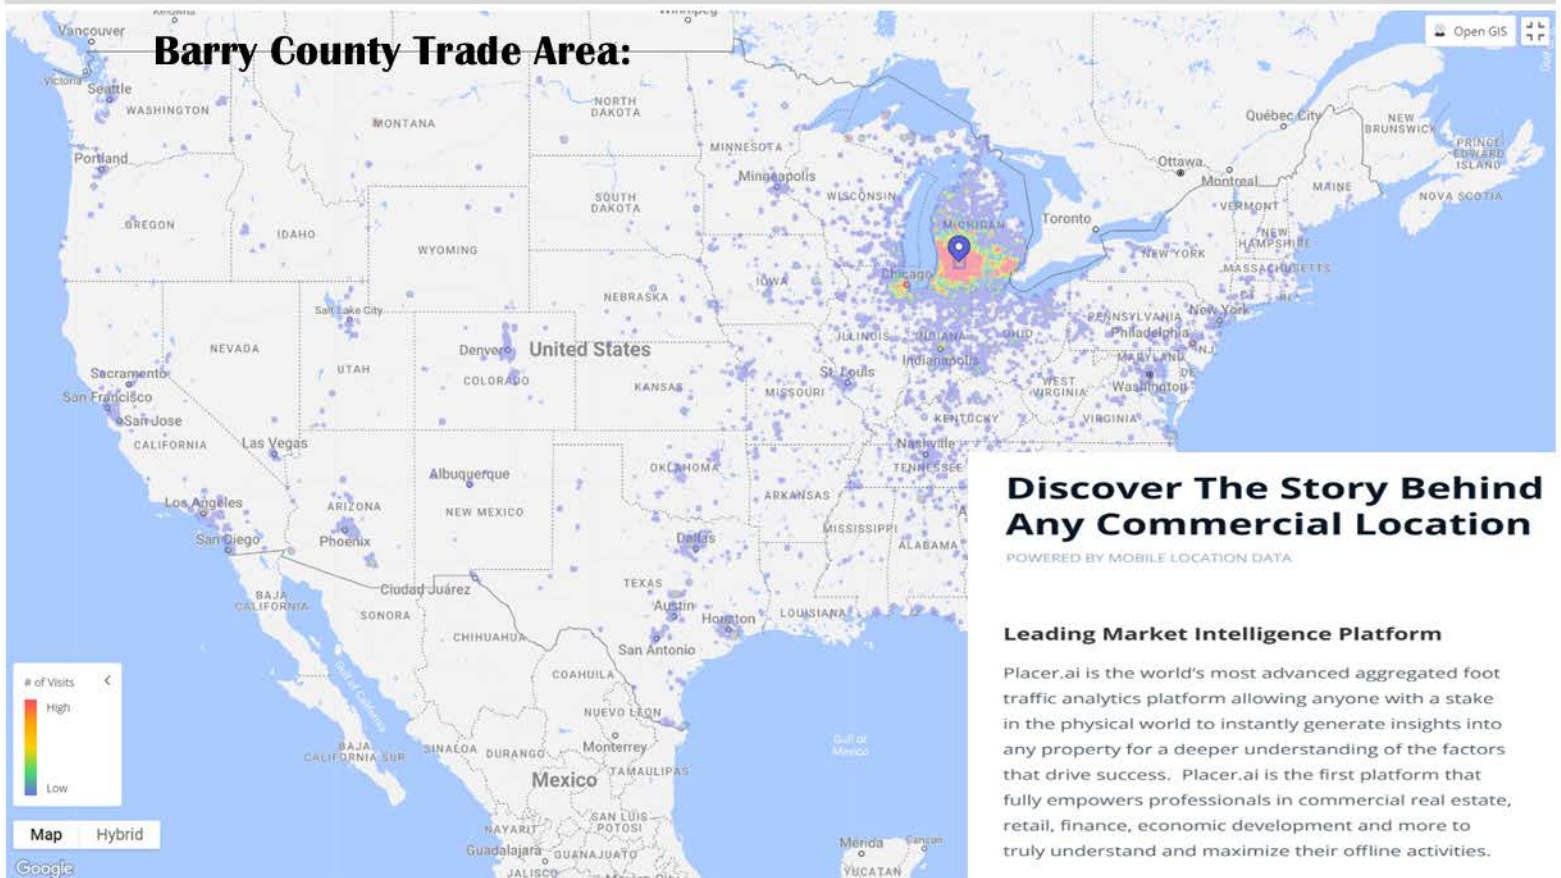 Barry County Trade Area:
Open GIS
Vancouver
Victoria
Seattle
WASHINGTON
MONTANA
NORTH
DAKOTA
MINNESOTA
Minneapolis
SOUTH
DAKOTA
WISCONSIN
MICHIGAN
Portland
OREGON
IDAHO
WYOMING
Toronto
Ottawa
Montreal
Québec City
NEW
BRUNSWICK
PRINCE
EDWARD
ISLAND
NOVA SCOTIA
MAINE
VERMONT
NEW
HAMPSHIRE
MASSACHUSETTS
CT
RI
NEW YORK
New York
PENNSYLVANIA
Philadelphia
NJ
MARYLAND
DE
Washington
WEST
VIRGINIA
VIRGINIA
OHIO
INDIANA
Indianapolis
ILLINOIS
Chicago
IOWA
NEBRASKA
Salt Lake City
NEVADA
UTAH
Denver
COLORADO
United States
KANSAS
MISSOURI
St. Louis
KENTUCKY
Nashville
TENNESSEE
Sacramento
San Francisco
San Jose
CALIFORNIA
Las Vegas
Los Angeles
San Diego
ARIZONA
Phoenix
Albuquerque
NEW MEXICO
OKLAHOMA
ARKANSAS
MISSISSIPPI
ALABAMA
Dallas
TEXAS
Austin
Houston
San Antonio
LOUISIANA
Ciudad Juárez
BAJA
CALIFORNIA
SONORA
CHIHUAHUA
COAHUILA
NUEVO LEON
Monterrey
Gulf of California
BAJA
CALIFORNIA SUR
SINALOA
DURANGO
Mexico
TAMAULIPAS
SAN LUIS
POTOSI
NAYARIT
Guadalajara
GUANAJUATO
JALISCO
Mexico City
Gulf of
Mexico
Mérida
Cancún
YUCATAN
# of Visits
High
Low
Map
Hybrid
Google
Discover The Story Behind
Any Commercial Location
POWERED BY MOBILE LOCATION DATA
Leading Market Intelligence Platform
Placer.ai is the world's most advanced aggregated foot
traffic analytics platform allowing anyone with a stake
in the physical world to instantly generate insights into
any property for a deeper understanding of the factors
that drive success. Placer.ai is the first platform that
fully empowers professionals in commercial real estate,
retail, finance, economic development and more to
truly understand and maximize their offline activities.